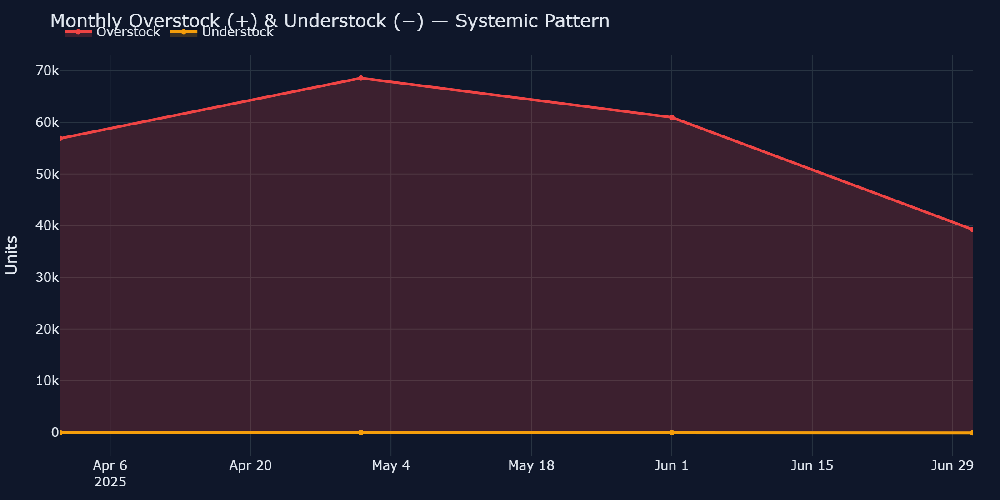 Monthly Overstock (+) & Understock (−) — Systemic Pattern
Overstock Understock
70k
60k
50k
40k
30k
20k
10k
0
Units
Apr 6 Apr 20 May 4 May 18 Jun 1 Jun 15 Jun 29
2025